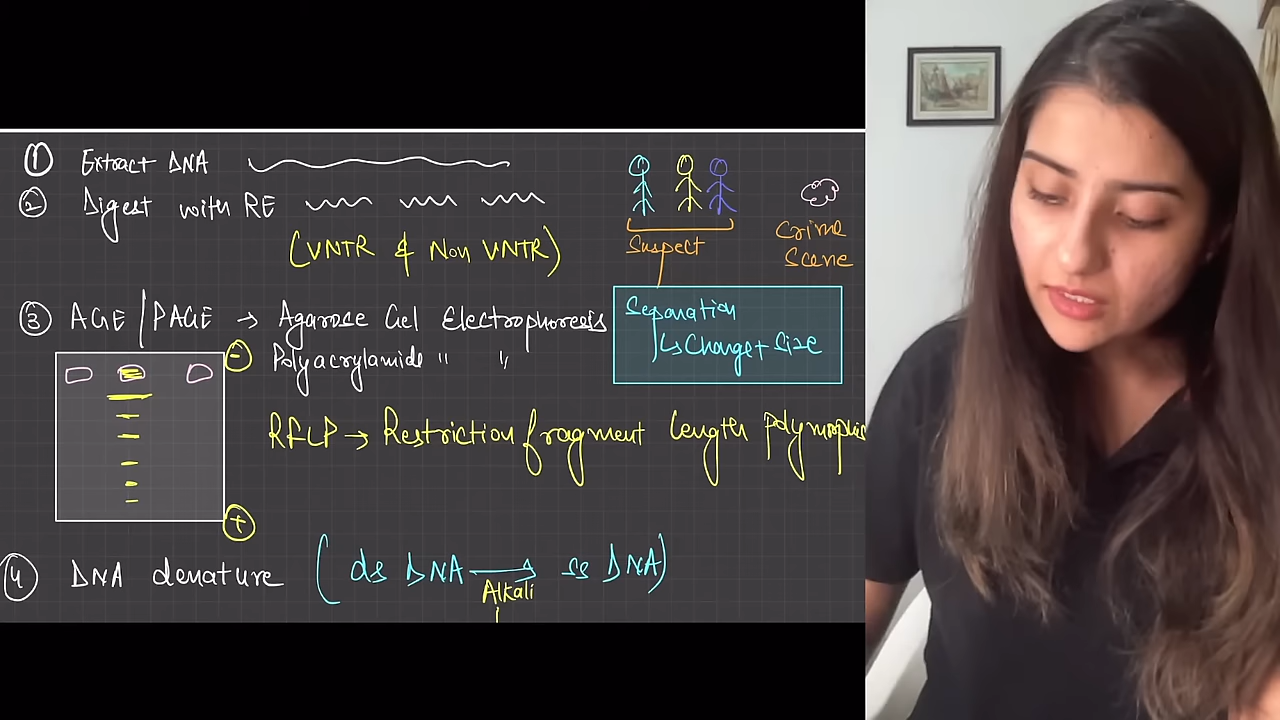 ① Extract DNA
② Digest with RE
(VNTR & Non VNTR)
Suspect
Crime
Scene
③ AGE/PAGE → Agarose Gel Electrophoresis
Polyacrylamide " "
Separation
↳ Charge + Size
-
+
RFLP → Restriction fragment length polymorphis
④ DNA denature (ds DNA → ss DNA)
Alkali